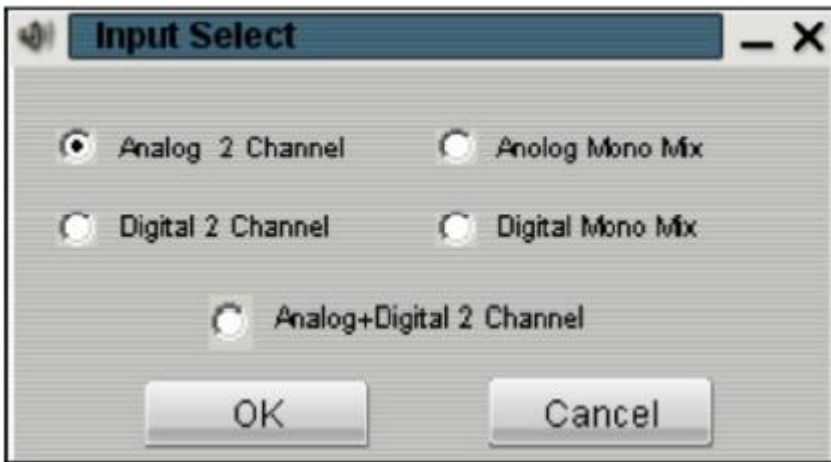 Input Select
Analog 2 Channel
Anolog Mono Mix
Digital 2 Channel
Digital Mono Mix
Analog+Digital 2 Channel
OK
Cancel